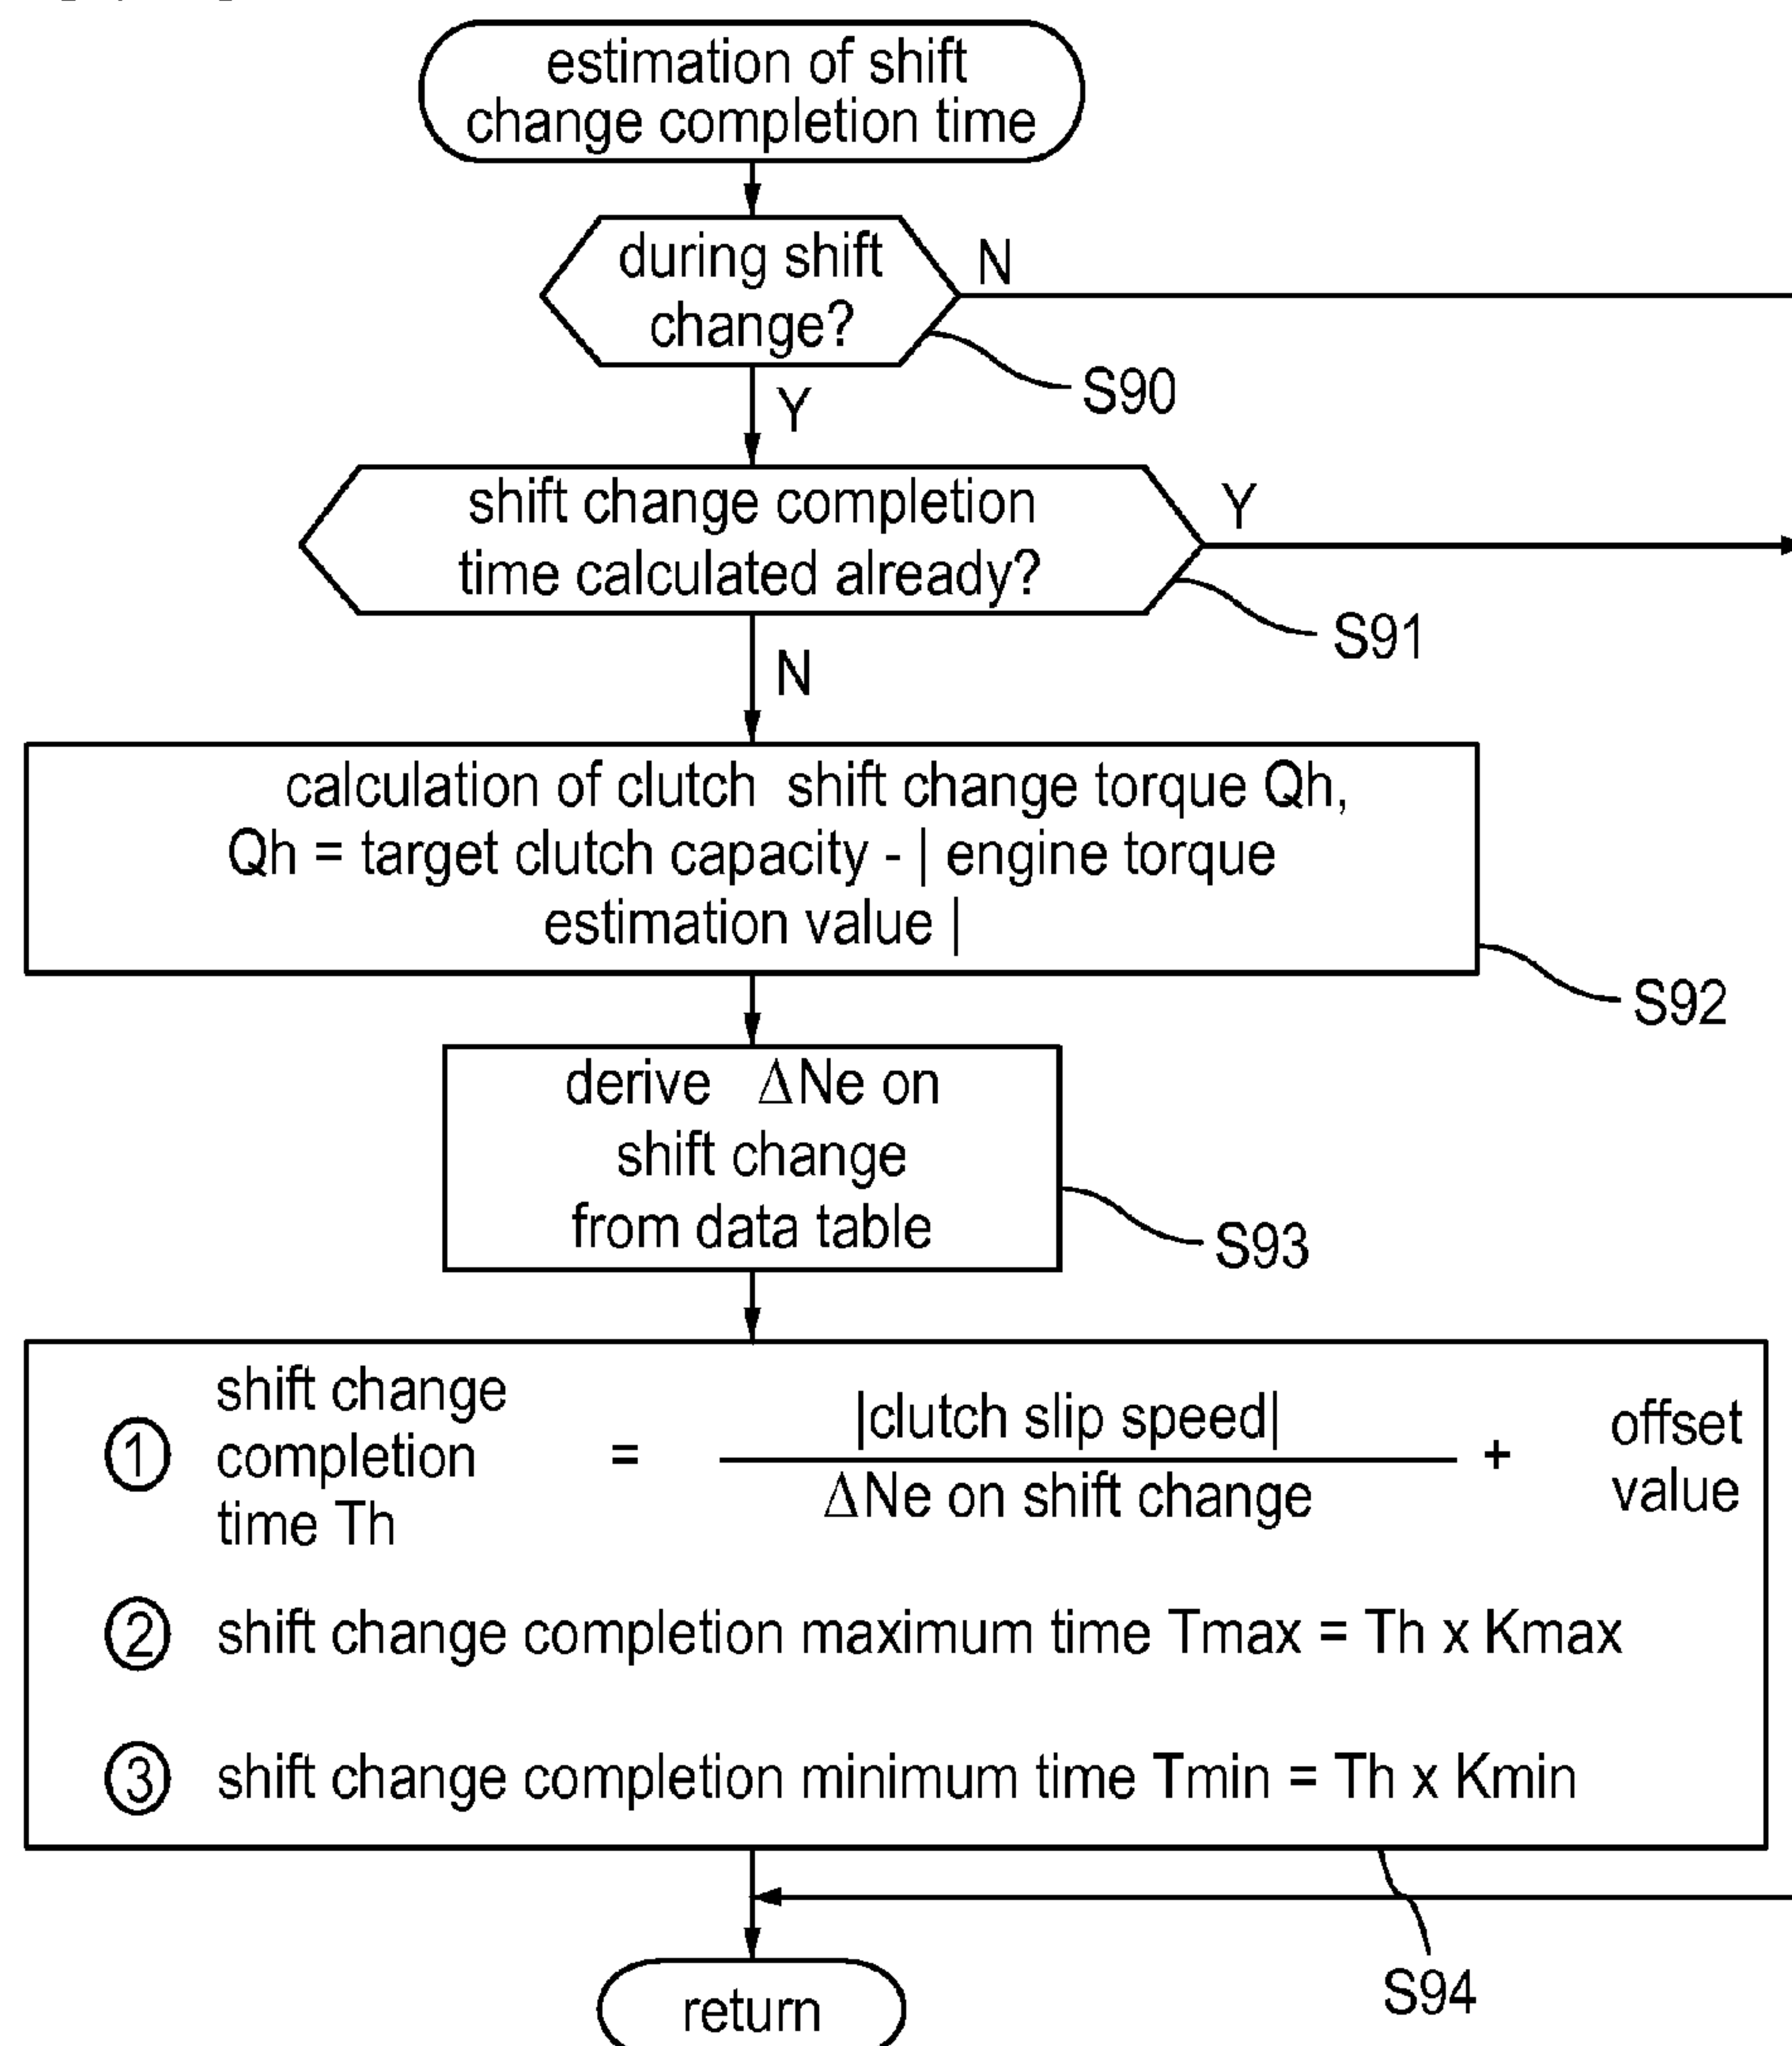 estimation of shift
change completion time
during shift
change?
N
S90
Y
shift change completion
time calculated already?
Y
S91
N
calculation of clutch shift change torque Qh,
Qh = target clutch capacity - | engine torque
estimation value |
S92
derive ΔNe on
shift change
from data table
S93
① shift change
completion
time Th
=
|clutch slip speed|
ΔNe on shift change
+
offset
value
② shift change completion maximum time Tmax = Th x Kmax
③ shift change completion minimum time Tmin = Th x Kmin
S94
return